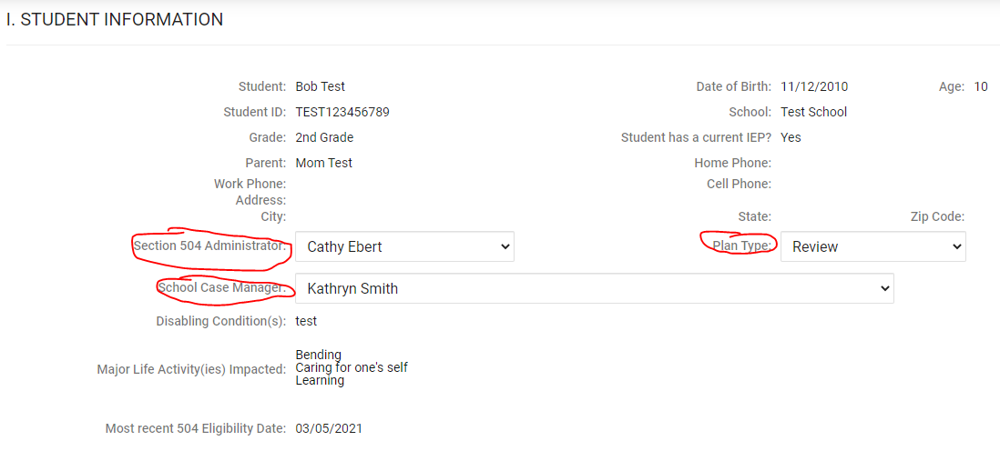 I. STUDENT INFORMATION
Student: Bob Test Date of Birth: 11/12/2010 Age: 10
Student ID: TEST123456789 School: Test School
Grade: 2nd Grade Student has a current IEP? Yes
Parent: Mom Test Home Phone:
Work Phone: Cell Phone:
Address:
City: State: Zip Code:
Section 504 Administrator: Cathy Ebert Plan Type: Review
School Case Manager: Kathryn Smith
Disabling Condition(s): test
Bending
Major Life Activity(ies) Impacted: Caring for one's self
Learning
Most recent 504 Eligibility Date: 03/05/2021